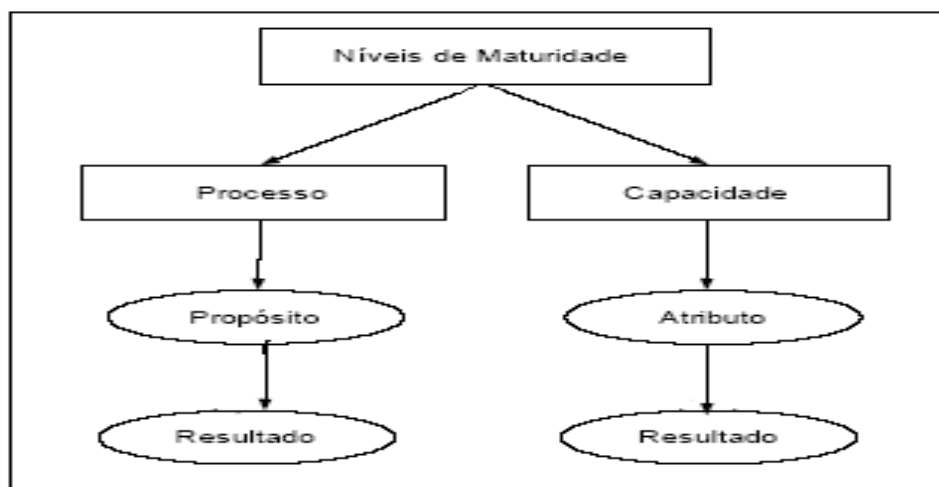 Níveis de Maturidade
Processo
Capacidade
Propósito
Atributo
Resultado
Resultado